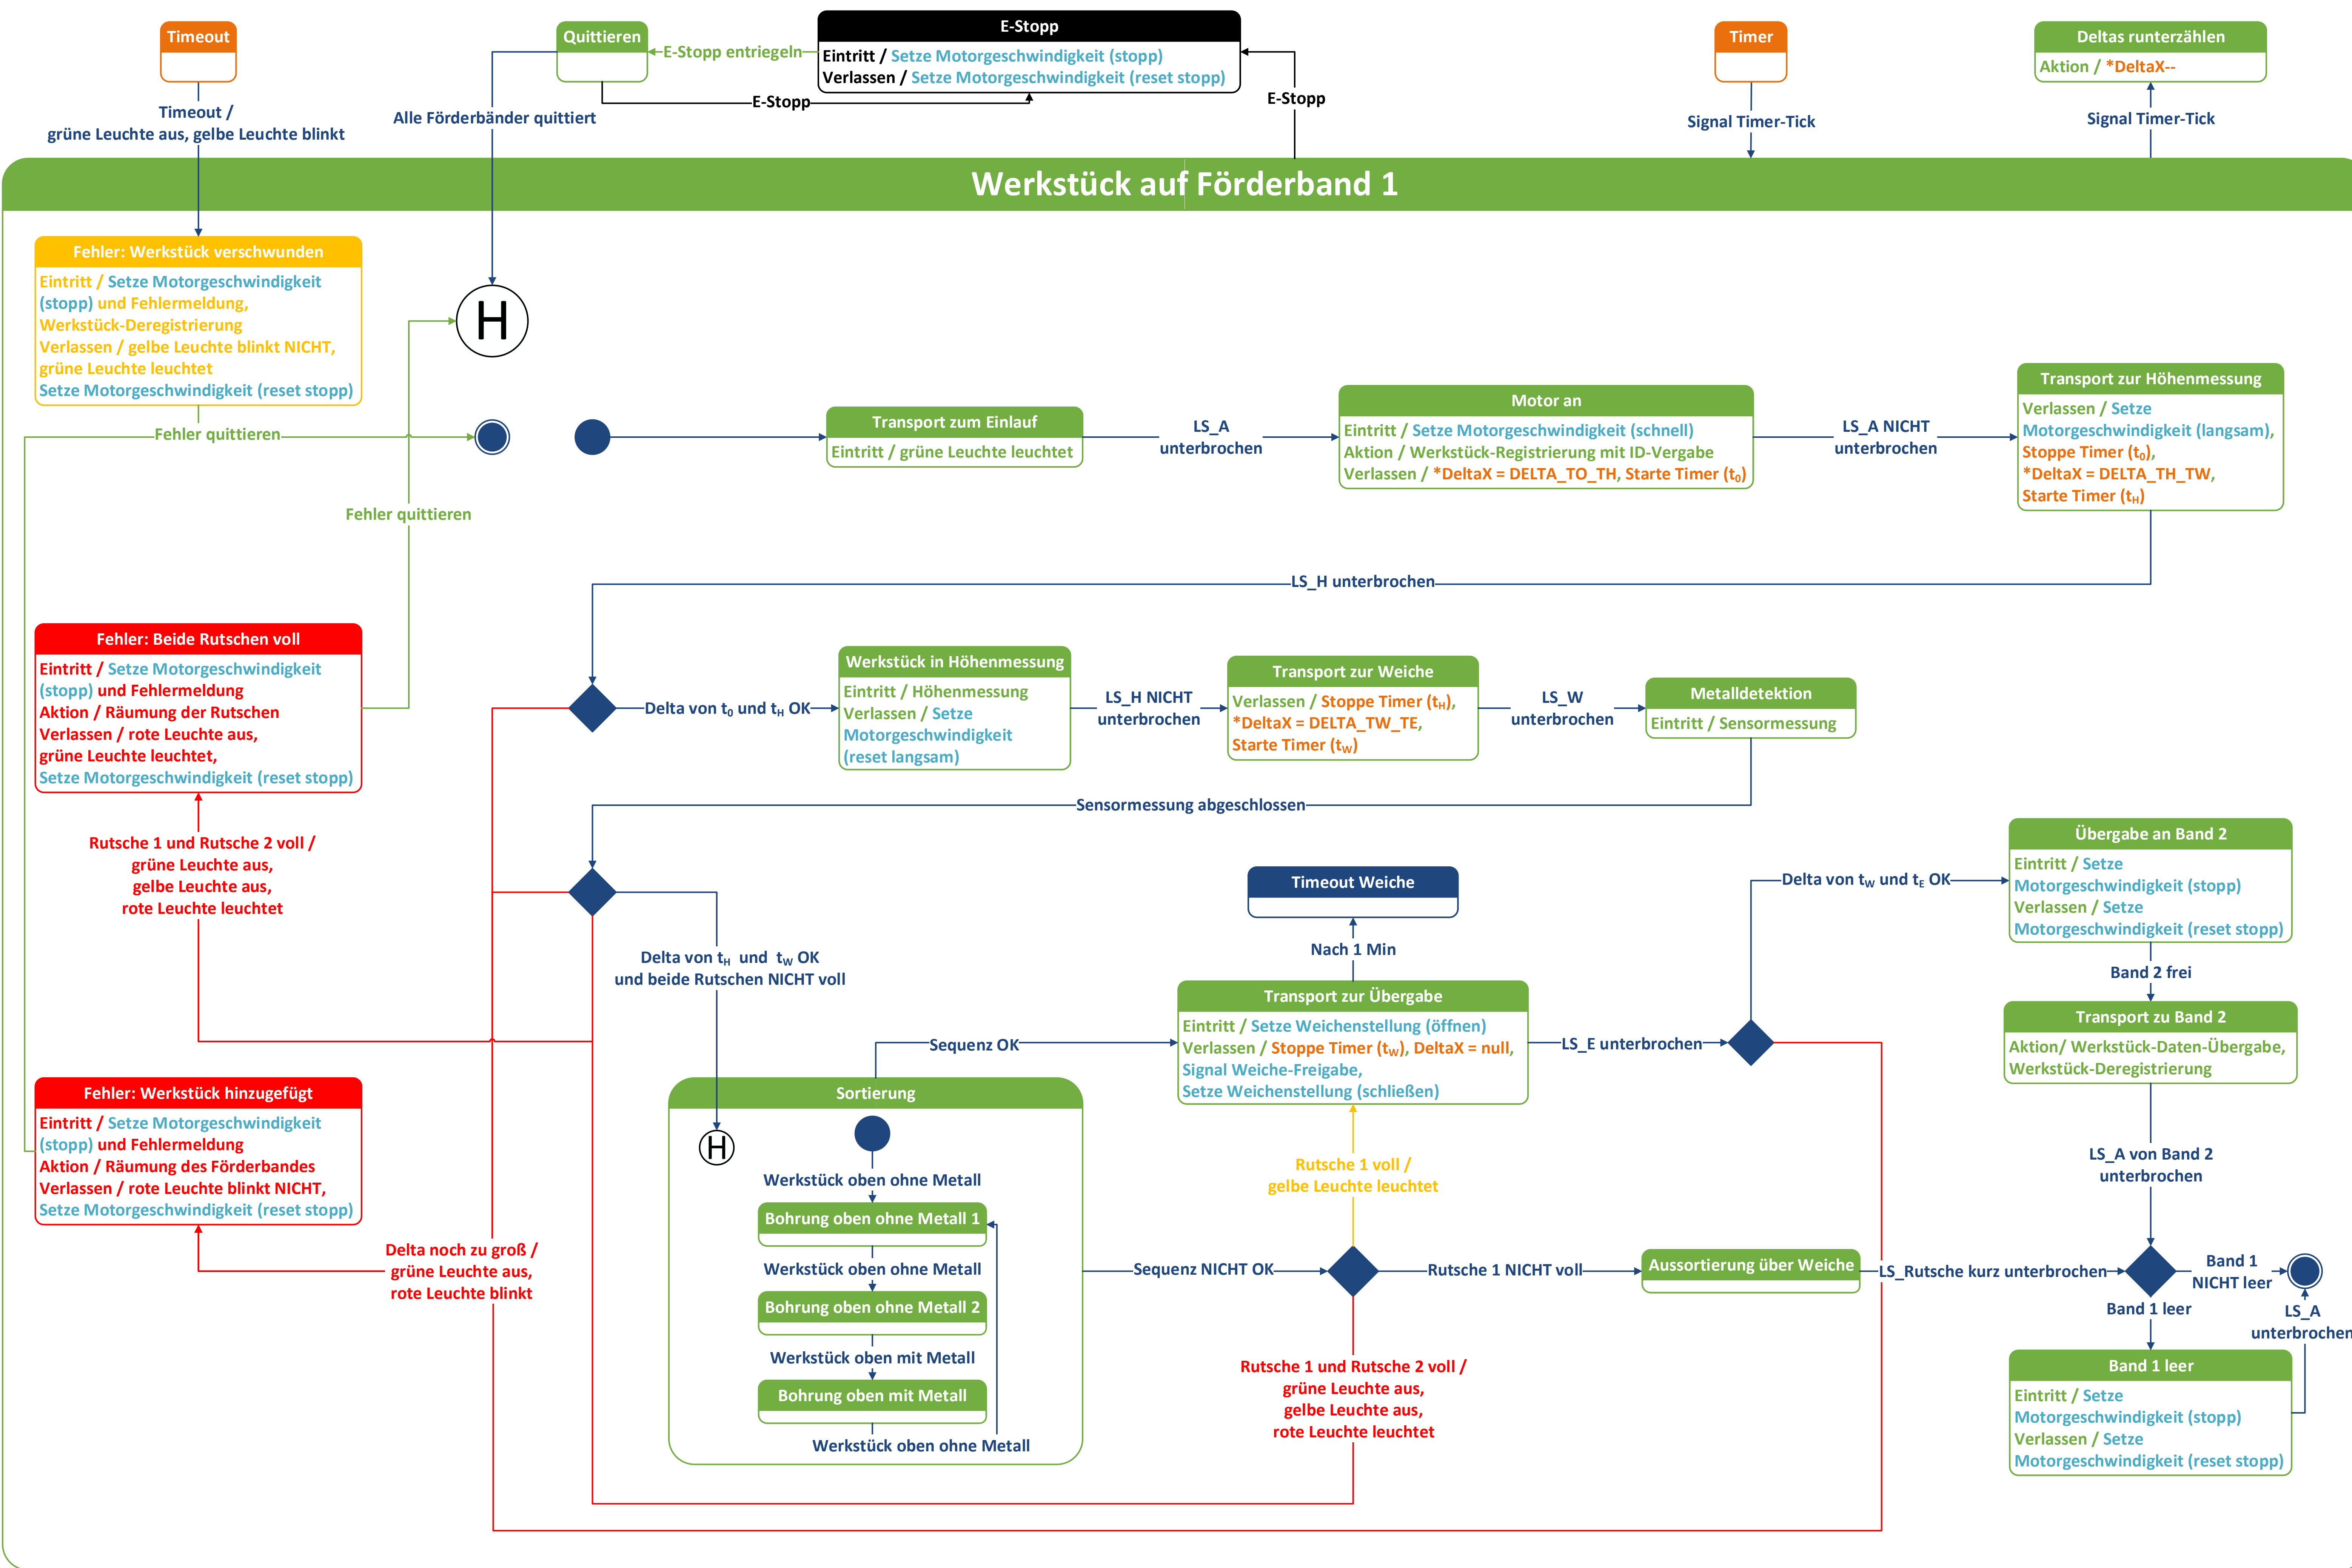 Timeout
Timeout /
grüne Leuchte aus, gelbe Leuchte blinkt
Quittieren
E-Stopp entriegeln
E-Stopp
Eintritt / Setze Motorgeschwindigkeit (stopp)
Verlassen / Setze Motorgeschwindigkeit (reset stopp)
E-Stopp
E-Stopp
Alle Förderbänder quittiert
Timer
Signal Timer-Tick
Deltas runterzählen
Aktion / *DeltaX--
Signal Timer-Tick
Werkstück auf Förderband 1
Fehler: Werkstück verschwunden
Eintritt / Setze Motorgeschwindigkeit
(stopp) und Fehlermeldung,
Werkstück-Deregistrierung
Verlassen / gelbe Leuchte blinkt NICHT,
grüne Leuchte leuchtet
Setze Motorgeschwindigkeit (reset stopp)
H
Fehler quittieren
Fehler quittieren
Transport zum Einlauf
Eintritt / grüne Leuchte leuchtet
LS_A
unterbrochen
Motor an
Eintritt / Setze Motorgeschwindigkeit (schnell)
Aktion / Werkstück-Registrierung mit ID-Vergabe
Verlassen / *DeltaX = DELTA_TO_TH, Starte Timer (t0)
LS_A NICHT
unterbrochen
Transport zur Höhenmessung
Verlassen / Setze
Motorgeschwindigkeit (langsam),
Stoppe Timer (t0),
*DeltaX = DELTA_TH_TW,
Starte Timer (tH)
LS_H unterbrochen
Fehler: Beide Rutschen voll
Eintritt / Setze Motorgeschwindigkeit
(stopp) und Fehlermeldung
Aktion / Räumung der Rutschen
Verlassen / rote Leuchte aus,
grüne Leuchte leuchtet,
Setze Motorgeschwindigkeit (reset stopp)
Delta von t0 und tH OK
Werkstück in Höhenmessung
Eintritt / Höhenmessung
Verlassen / Setze
Motorgeschwindigkeit
(reset langsam)
LS_H NICHT
unterbrochen
Transport zur Weiche
Verlassen / Stoppe Timer (tH),
*DeltaX = DELTA_TW_TE,
Starte Timer (tW)
LS_W
unterbrochen
Metalldetektion
Eintritt / Sensormessung
Sensormessung abgeschlossen
Rutsche 1 und Rutsche 2 voll /
grüne Leuchte aus,
gelbe Leuchte aus,
rote Leuchte leuchtet
Delta von tH und tW OK
und beide Rutschen NICHT voll
Timeout Weiche
Nach 1 Min
Transport zur Übergabe
Eintritt / Setze Weichenstellung (öffnen)
Verlassen / Stoppe Timer (tW), DeltaX = null,
Signal Weiche-Freigabe,
Setze Weichenstellung (schließen)
Sequenz OK
LS_E unterbrochen
Delta von tW und tE OK
Übergabe an Band 2
Eintritt / Setze
Motorgeschwindigkeit (stopp)
Verlassen / Setze
Motorgeschwindigkeit (reset stopp)
Band 2 frei
Transport zu Band 2
Aktion/ Werkstück-Daten-Übergabe,
Werkstück-Deregistrierung
LS_A von Band 2
unterbrochen
Fehler: Werkstück hinzugefügt
Eintritt / Setze Motorgeschwindigkeit
(stopp) und Fehlermeldung
Aktion / Räumung des Förderbandes
Verlassen / rote Leuchte blinkt NICHT,
Setze Motorgeschwindigkeit (reset stopp)
Delta noch zu groß /
grüne Leuchte aus,
rote Leuchte blinkt
Sortierung
H
Werkstück oben ohne Metall
Bohrung oben ohne Metall 1
Werkstück oben ohne Metall
Bohrung oben ohne Metall 2
Werkstück oben mit Metall
Bohrung oben mit Metall
Werkstück oben ohne Metall
Rutsche 1 voll /
gelbe Leuchte leuchtet
Sequenz NICHT OK
Rutsche 1 NICHT voll
Aussortierung über Weiche
LS_Rutsche kurz unterbrochen
Rutsche 1 und Rutsche 2 voll /
grüne Leuchte aus,
gelbe Leuchte aus,
rote Leuchte leuchtet
Band 1
NICHT leer
Band 1 leer
LS_A
unterbrochen
Band 1 leer
Eintritt / Setze
Motorgeschwindigkeit (stopp)
Verlassen / Setze
Motorgeschwindigkeit (reset stopp)